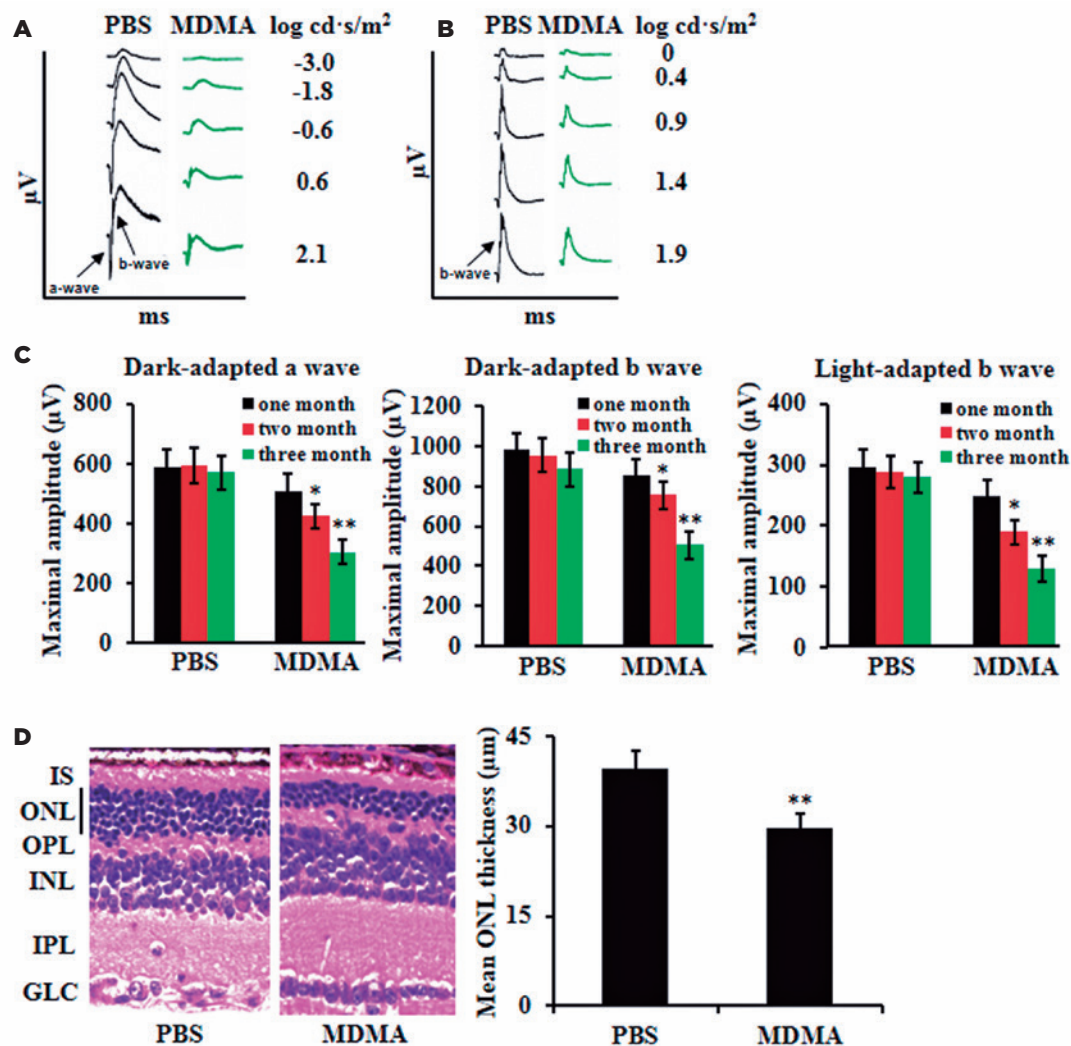 A PBS MDMA log cd·s/m²
-3.0
-1.8
-0.6
0.6
2.1
b-wave
a-wave
μV
ms
B PBS MDMA log cd·s/m²
0
0.4
0.9
1.4
1.9
b-wave
μV
ms
C
Dark-adapted a wave
Maximal amplitude (μV)
800
600
400
200
0
one month
two month
three month
*
**
PBS MDMA
Dark-adapted b wave
Maximal amplitude (μV)
1200
1000
800
600
400
200
0
one month
two month
three month
*
**
PBS MDMA
Light-adapted b wave
Maximal amplitude (μV)
400
300
200
100
0
one month
two month
three month
*
**
PBS MDMA
D
IS
ONL
OPL
INL
IPL
GLC
PBS MDMA
Mean ONL thickness (μm)
45
30
15
0
**
PBS MDMA